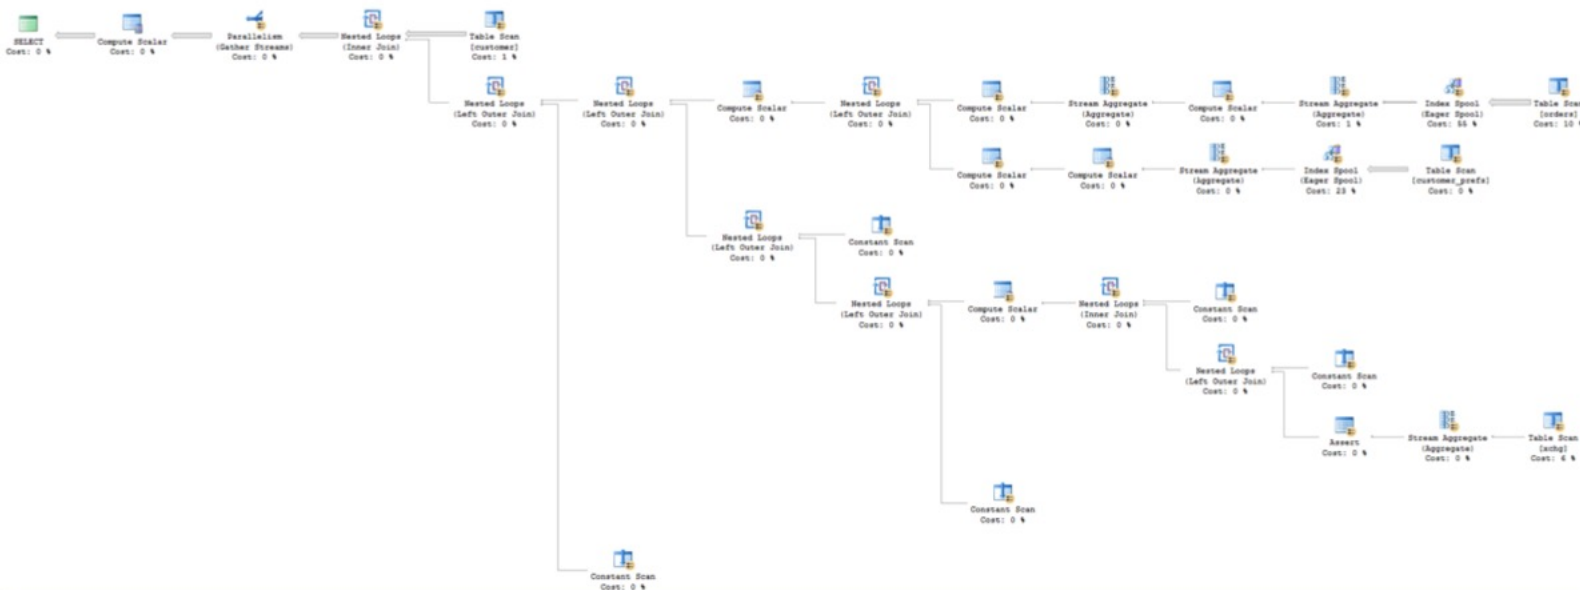 SELECT
Cost: 0 %
Compute Scalar
Cost: 0 %
Parallelism
(Gather Streams)
Cost: 0 %
Nested Loops
(Inner Join)
Cost: 0 %
Table Scan
[customer]
Cost: 1 %
Nested Loops
(Left Outer Join)
Cost: 0 %
Nested Loops
(Left Outer Join)
Cost: 0 %
Compute Scalar
Cost: 0 %
Nested Loops
(Left Outer Join)
Cost: 0 %
Compute Scalar
Cost: 0 %
Stream Aggregate
(Aggregate)
Cost: 0 %
Compute Scalar
Cost: 0 %
Stream Aggregate
(Aggregate)
Cost: 1 %
Index Spool
(Eager Spool)
Cost: 55 %
Table Scan
[orders]
Cost: 10 %
Compute Scalar
Cost: 0 %
Compute Scalar
Cost: 0 %
Stream Aggregate
(Aggregate)
Cost: 0 %
Index Spool
(Eager Spool)
Cost: 28 %
Table Scan
[customer_prefs]
Cost: 0 %
Nested Loops
(Left Outer Join)
Cost: 0 %
Constant Scan
Cost: 0 %
Nested Loops
(Left Outer Join)
Cost: 0 %
Compute Scalar
Cost: 0 %
Nested Loops
(Inner Join)
Cost: 0 %
Constant Scan
Cost: 0 %
Nested Loops
(Left Outer Join)
Cost: 0 %
Constant Scan
Cost: 0 %
Assert
Cost: 0 %
Stream Aggregate
(Aggregate)
Cost: 0 %
Table Scan
[xchg]
Cost: 6 %
Constant Scan
Cost: 0 %
Constant Scan
Cost: 0 %